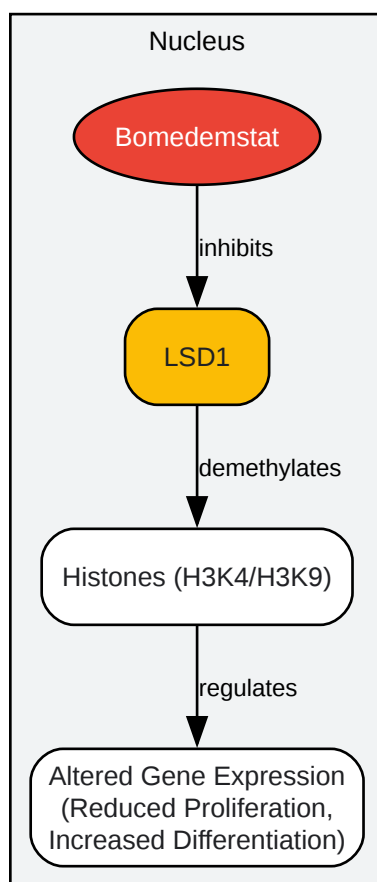 Nucleus
Bomedemstat
inhibits
LSD1
demethylates
Histones (H3K4/H3K9)
regulates
Altered Gene Expression
(Reduced Proliferation,
Increased Differentiation)